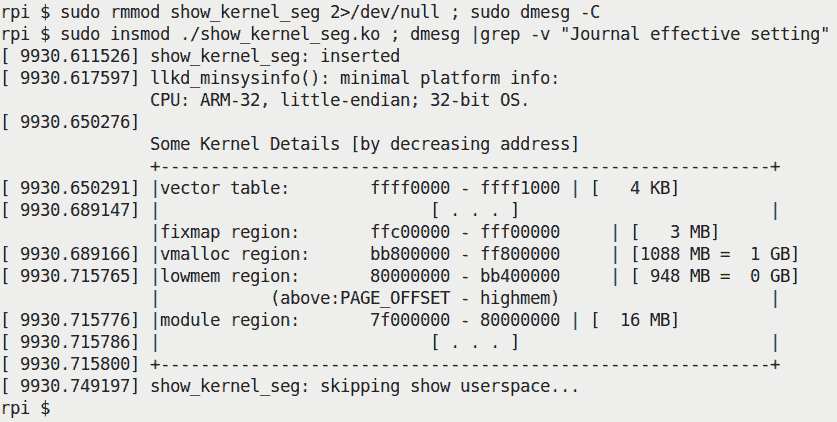 rpi $ sudo rmmod show_kernel_seg 2>/dev/null ; sudo dmesg -C
rpi $ sudo insmod ./show_kernel_seg.ko ; dmesg |grep -v "Journal effective setting"
[ 9930.611526] show_kernel_seg: inserted
[ 9930.617597] llkd_minsysinfo(): minimal platform info:
               CPU: ARM-32, little-endian; 32-bit OS.
[ 9930.650276]
               Some Kernel Details [by decreasing address]
               +-------------------------------------------------------------+
[ 9930.650291] |vector table:        ffff0000 - ffff1000 | [   4 KB]
[ 9930.689147] |                           [ . . . ]                         |
               |fixmap region:       ffc00000 - fff00000     | [   3 MB]
[ 9930.689166] |vmalloc region:      bb800000 - ff800000     | [1088 MB =  1 GB]
[ 9930.715765] |lowmem region:       80000000 - bb400000     | [ 948 MB =  0 GB]
               |           (above:PAGE_OFFSET - highmem)                     |
[ 9930.715776] |module region:       7f000000 - 80000000 | [  16 MB]
[ 9930.715786] |                           [ . . . ]                         |
[ 9930.715800] +-------------------------------------------------------------+
[ 9930.749197] show_kernel_seg: skipping show userspace...
rpi $